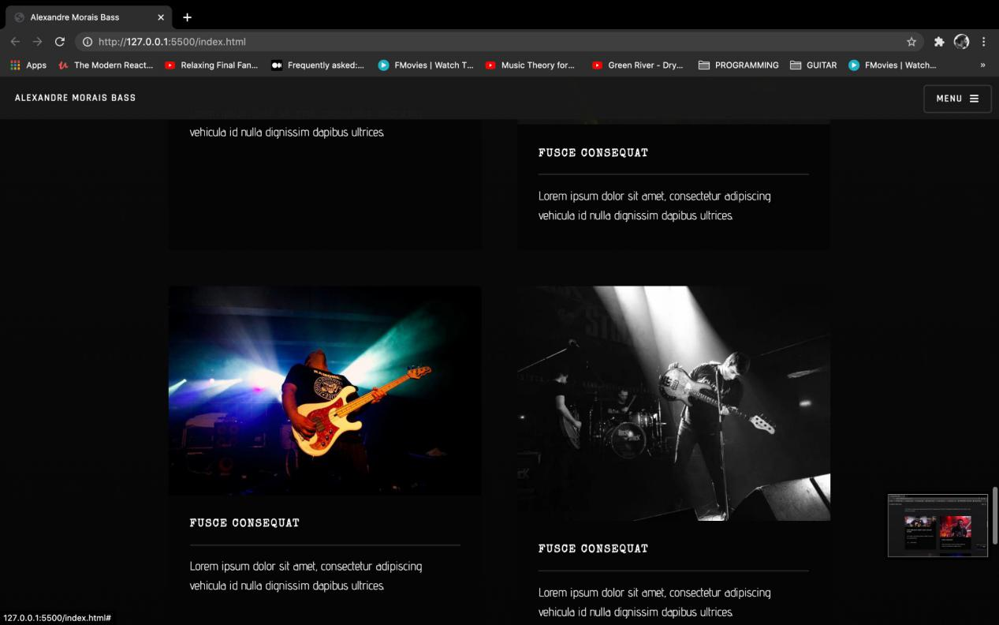 Alexandre Morais Bass
http://127.0.0.1:5500/index.html
Apps
The Modern React...
Relaxing Final Fan...
Frequently asked:...
FMovies | Watch T...
Music Theory for...
Green River - Dry...
PROGRAMMING
GUITAR
FMovies | Watch...
»
ALEXANDRE MORAIS BASS
MENU
vehicula id nulla dignissim dapibus ultrices.
FUSCE CONSEQUAT
Lorem ipsum dolor sit amet, consectetur adipiscing
vehicula id nulla dignissim dapibus ultrices.
RAMONES
ROCK
STOCK
FUSCE CONSEQUAT
Lorem ipsum dolor sit amet, consectetur adipiscing
vehicula id nulla dignissim dapibus ultrices.
FUSCE CONSEQUAT
Lorem ipsum dolor sit amet, consectetur adipiscing
vehicula id nulla dignissim dapibus ultrices.
127.0.0.1:5500/index.html#